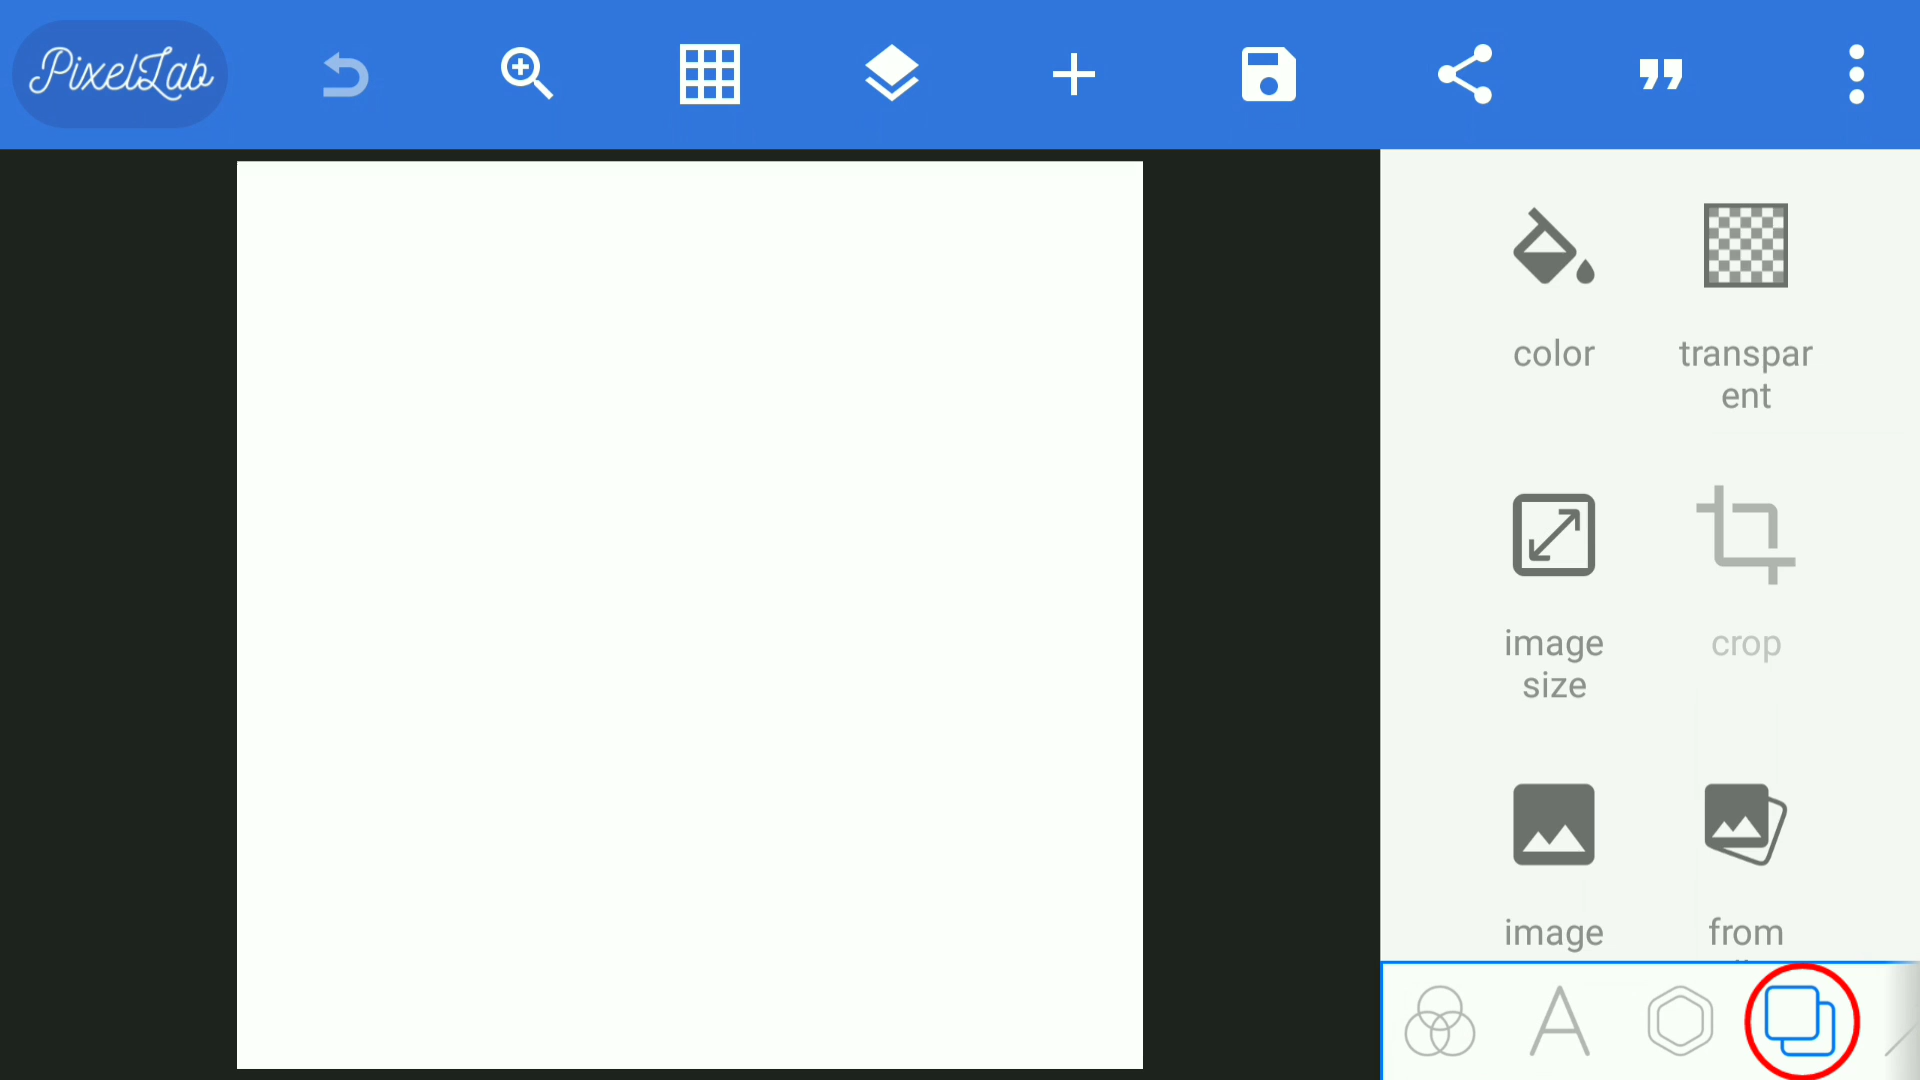 PixelLab
color
transpar
ent
image
size
crop
image
from